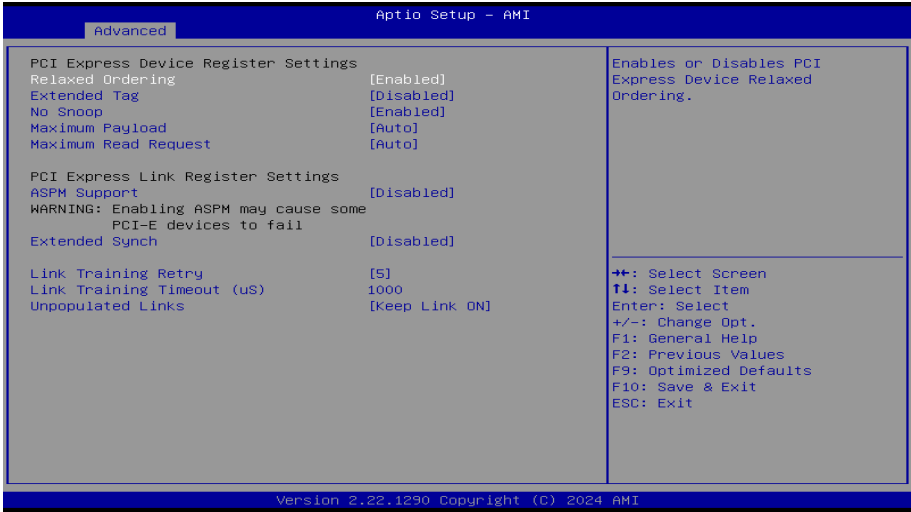 Aptio Setup – AMI
Advanced
PCI Express Device Register Settings
Relaxed Ordering [Enabled]
Extended Tag [Disabled]
No Snoop [Enabled]
Maximum Payload [Auto]
Maximum Read Request [Auto]
PCI Express Link Register Settings
ASPM Support [Disabled]
WARNING: Enabling ASPM may cause some
PCI-E devices to fail
Extended Synch [Disabled]
Link Training Retry [5]
Link Training Timeout (uS) 1000
Unpopulated Links [Keep Link ON]
Enables or Disables PCI
Express Device Relaxed
Ordering.
→←: Select Screen
↑↓: Select Item
Enter: Select
+/-: Change Opt.
F1: General Help
F2: Previous Values
F9: Optimized Defaults
F10: Save & Exit
ESC: Exit
Version 2.22.1290 Copyright (C) 2024 AMI